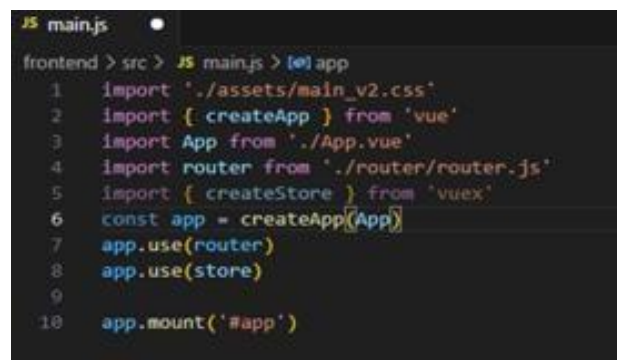 JS main.js ●
frontend > src > JS main.js > [@] app
1 import './assets/main_v2.css'
2 import { createApp } from 'vue'
3 import App from './App.vue'
4 import router from './router/router.js'
5 import { createStore } from 'vuex'
6 const app = createApp(App)
7 app.use(router)
8 app.use(store)
9
10 app.mount('#app')